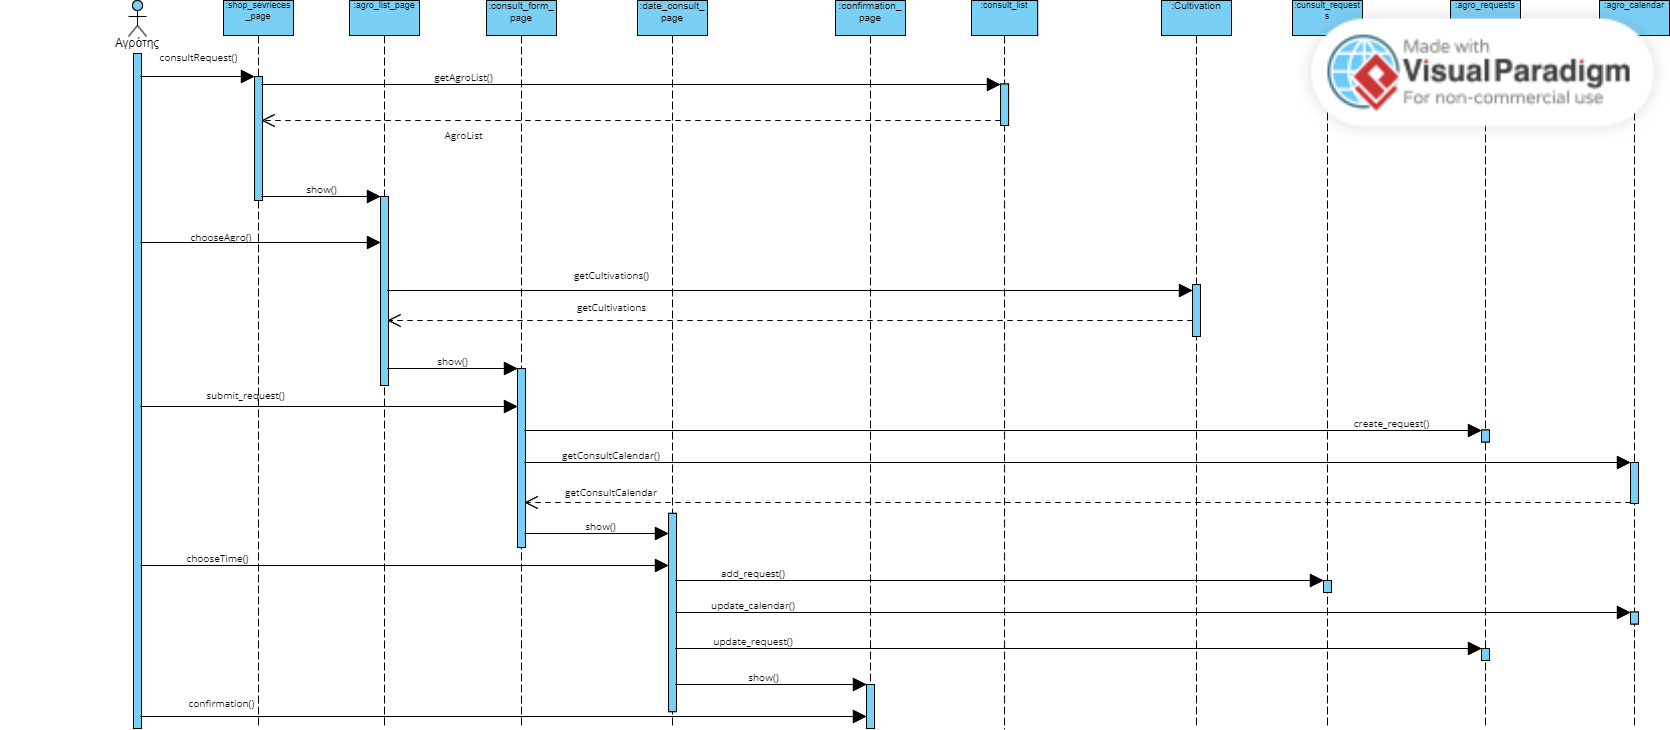 :shop_sevrieces
_page
:agro_list_page
:consult_form_
page
:date_consult_
page
:confirmation_
page
:consult_list
:Cultivation
:cunsult_request
s
:agro_requests
:agro_calendar
Αγρότης
Made with
Visual Paradigm
For non-commercial use
consultRequest()
getAgroList()
AgroList
show()
chooseAgro()
getCultivations()
getCultivations
show()
submit_request()
create_request()
getConsultCalendar()
getConsultCalendar
show()
chooseTime()
add_request()
update_calendar()
update_request()
show()
confirmation()